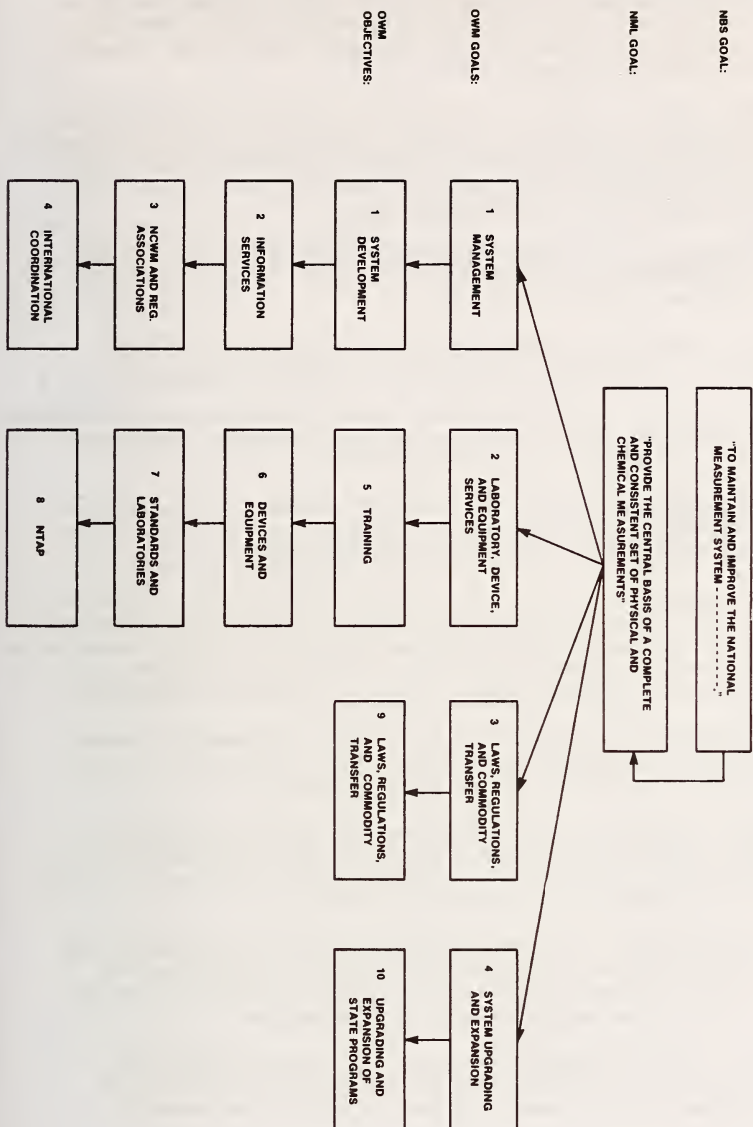 NBS GOAL:
"TO MAINTAIN AND IMPROVE THE NATIONAL
MEASUREMENT SYSTEM - - - - - - - - - - - - - -."
NML GOAL:
"PROVIDE THE CENTRAL BASIS OF A COMPLETE
AND CONSISTENT SET OF PHYSICAL AND
CHEMICAL MEASUREMENTS"
OWM GOALS:
1 SYSTEM
MANAGEMENT
2 LABORATORY, DEVICE,
AND EQUIPMENT
SERVICES
3 LAWS, REGULATIONS,
AND COMMODITY
TRANSFER
4 SYSTEM UPGRADING
AND EXPANSION
OWM
OBJECTIVES:
1 SYSTEM
DEVELOPMENT
5 TRAINING
9 LAWS, REGULATIONS,
AND COMMODITY
TRANSFER
10 UPGRADING AND
EXPANSION OF
STATE PROGRAMS
2 INFORMATION
SERVICES
6 DEVICES AND
EQUIPMENT
3 NCWM AND REG.
ASSOCIATIONS
7 STANDARDS AND
LABORATORIES
4 INTERNATIONAL
COORDINATION
8 NTAP